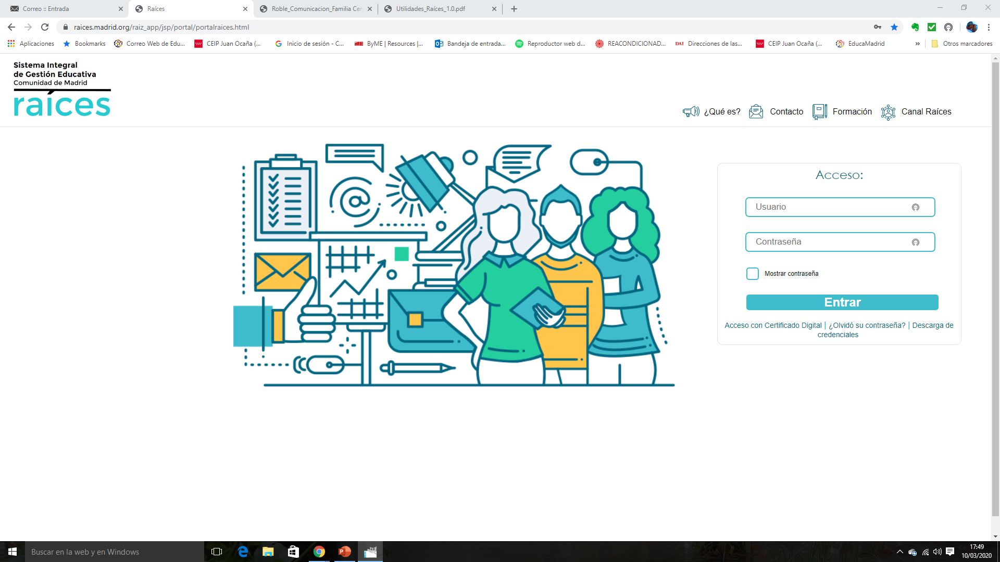 Correo :: Entrada
Raíces
Roble_Comunicacion_Familia Cen
Utilidades_Raíces_1.0.pdf
raices.madrid.org/raiz_app/jsp/portal/portalraices.html
Aplicaciones
Bookmarks
Correo Web de Edu...
CEIP Juan Ocaña (...
Inicio de sesión - C...
ByME | Resources |...
Bandeja de entrada...
Reproductor web d...
REACONDICIONAD...
DAT
Direcciones de las...
CEIP Juan Ocaña (...
EducaMadrid
»
Otros marcadores
Sistema Integral
de Gestión Educativa
Comunidad de Madrid
raíces
¿Qué es?
Contacto
Formación
Canal Raíces
Acceso:
Usuario
Contraseña
Mostrar contraseña
Entrar
Acceso con Certificado Digital | ¿Olvidó su contraseña? | Descarga de
credenciales
Buscar en la web y en Windows
17:49
10/03/2020